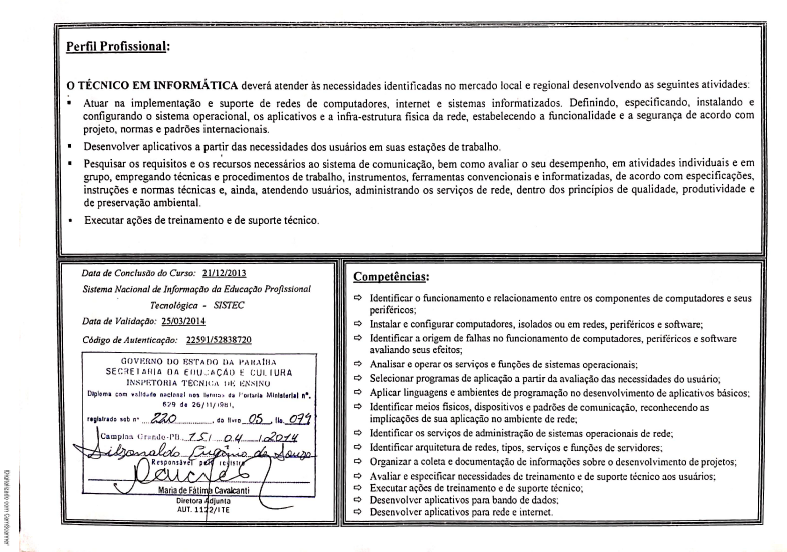 Perfil Profissional:
O TÉCNICO EM INFORMÁTICA deverá atender às necessidades identificadas no mercado local e regional desenvolvendo as seguintes atividades:
▪ Atuar na implementação e suporte de redes de computadores, internet e sistemas informatizados. Definindo, especificando, instalando e
configurando o sistema operacional, os aplicativos e a infra-estrutura física da rede, estabelecendo a funcionalidade e a segurança de acordo com
projeto, normas e padrões internacionais.
▪ Desenvolver aplicativos a partir das necessidades dos usuários em suas estações de trabalho.
▪ Pesquisar os requisitos e os recursos necessários ao sistema de comunicação, bem como avaliar o seu desempenho, em atividades individuais e em
grupo, empregando técnicas e procedimentos de trabalho, instrumentos, ferramentas convencionais e informatizadas, de acordo com especificações,
instruções e normas técnicas e, ainda, atendendo usuários, administrando os serviços de rede, dentro dos princípios de qualidade, produtividade e
de preservação ambiental.
▪ Executar ações de treinamento e de suporte técnico.
Data de Conclusão do Curso: 21/12/2013
Sistema Nacional de Informação da Educação Profissional
Tecnológica - SISTEC
Data de Validação: 25/03/2014
Código de Autenticação: 22591/52838720
GOVERNO DO ESTADO DA PARAÍBA
SECRETARIA DA EDUCAÇÃO E CULTURA
INSPETORIA TÉCNICA DE ENSINO
Diploma com validade nacional nos termos da Portaria Ministerial nº.
629 de 26/11/1981,
registrado sob nº 220 , do livro 05 , fls. 079
Campina Grande-PB, 15 / 04 / 2014
Silvonaldo Eugênio de Souza
Responsável pelo registro
Maria de Fátima Cavalcanti
Diretora Adjunta
AUT. 1122/ITE
Competências:
⇨ Identificar o funcionamento e relacionamento entre os componentes de computadores e seus
periféricos;
⇨ Instalar e configurar computadores, isolados ou em redes, periféricos e software;
⇨ Identificar a origem de falhas no funcionamento de computadores, periféricos e software
avaliando seus efeitos;
⇨ Analisar e operar os serviços e funções de sistemas operacionais;
⇨ Selecionar programas de aplicação a partir da avaliação das necessidades do usuário;
⇨ Aplicar linguagens e ambientes de programação no desenvolvimento de aplicativos básicos;
⇨ Identificar meios físicos, dispositivos e padrões de comunicação, reconhecendo as
implicações de sua aplicação no ambiente de rede;
⇨ Identificar os serviços de administração de sistemas operacionais de rede;
⇨ Identificar arquitetura de redes, tipos, serviços e funções de servidores;
⇨ Organizar a coleta e documentação de informações sobre o desenvolvimento de projetos;
⇨ Avaliar e especificar necessidades de treinamento e de suporte técnico aos usuários;
⇨ Executar ações de treinamento e de suporte técnico;
⇨ Desenvolver aplicativos para bando de dados;
⇨ Desenvolver aplicativos para rede e internet.
Digitalizado com CamScanner